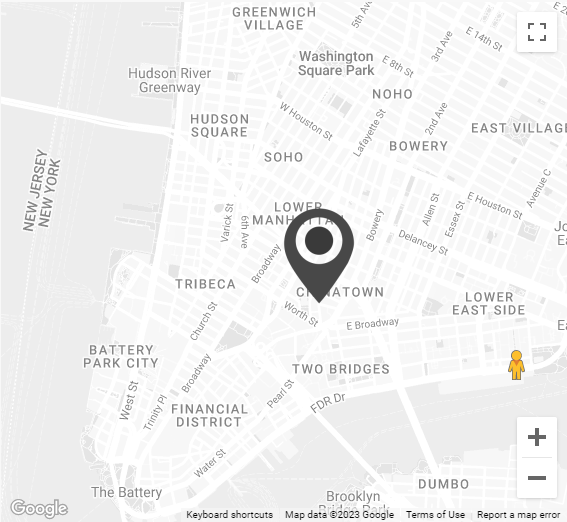 GREENWICH
VILLAGE
5th Ave
E 14th St
3rd Ave
Washington
Square Park
E 8th St
Hudson River
Greenway
NOHO
W Houston St
Lafayette St
2nd Ave
HUDSON
SQUARE
EAST VILLAGE
BOWERY
SOHO
NEW JERSEY
NEW YORK
Avenue C
E Houston St
LOWER
MANHATTAN
Varick St
6th Ave
Bowery
Allen St
Essex St
Delancey St
Broadway
TRIBECA
CHINATOWN
LOWER
EAST SIDE
Church St
Worth St
E Broadway
BATTERY
PARK CITY
Broadway
TWO BRIDGES
West St
Trinity Pl
Pearl St
FDR Dr
FINANCIAL
DISTRICT
Water St
The Battery
DUMBO
Brooklyn
Bridge Park
Google
Keyboard shortcuts
Map data ©2023 Google
Terms of Use
Report a map error